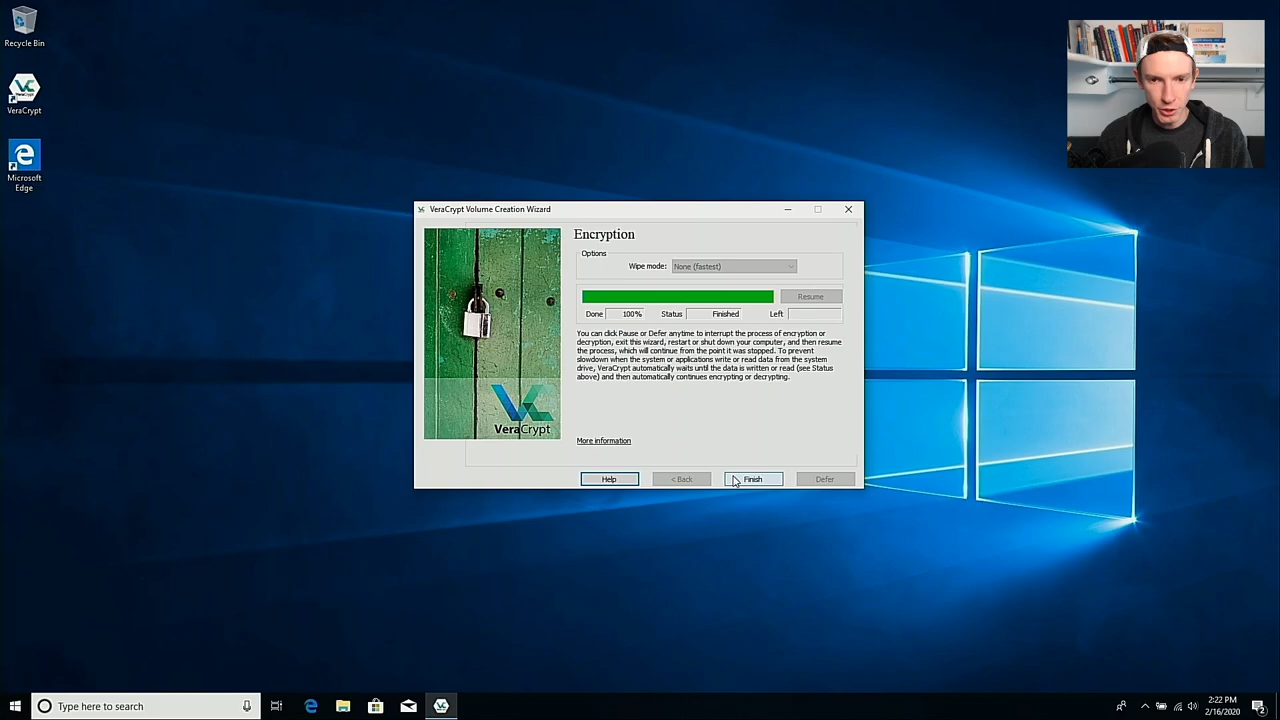 Recycle Bin
VeraCrypt
Microsoft
Edge
VeraCrypt Volume Creation Wizard
Encryption
Options
Wipe mode: None (fastest)
Resume
Done 100% Status Finished Left
You can click Pause or Defer anytime to interrupt the process of encryption or
decryption, exit this wizard, restart or shut down your computer, and then resume
the process, which will continue from the point it was stopped. To prevent
slowdown when the system or applications write or read data from the system
drive, VeraCrypt automatically waits until the data is written or read (see Status
above) and then automatically continues encrypting or decrypting.
VeraCrypt
More information
Help < Back Finish Defer
Type here to search
2:22 PM
2/16/2020
2